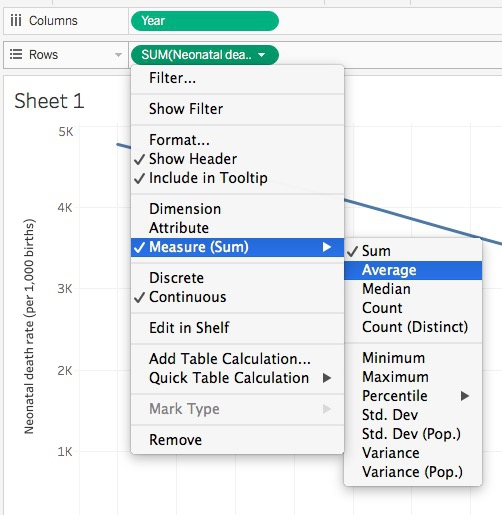 Columns
Year
Rows
SUM(Neonatal dea..
Filter...
Show Filter
Format...
Show Header
Include in Tooltip
Dimension
Attribute
Measure (Sum)
Discrete
Continuous
Edit in Shelf
Add Table Calculation...
Quick Table Calculation
Mark Type
Remove
Sum
Average
Median
Count
Count (Distinct)
Minimum
Maximum
Percentile
Std. Dev
Std. Dev (Pop.)
Variance
Variance (Pop.)
Sheet 1
Neonatal death rate (per 1,000 births)
5K
4K
3K
2K
1K